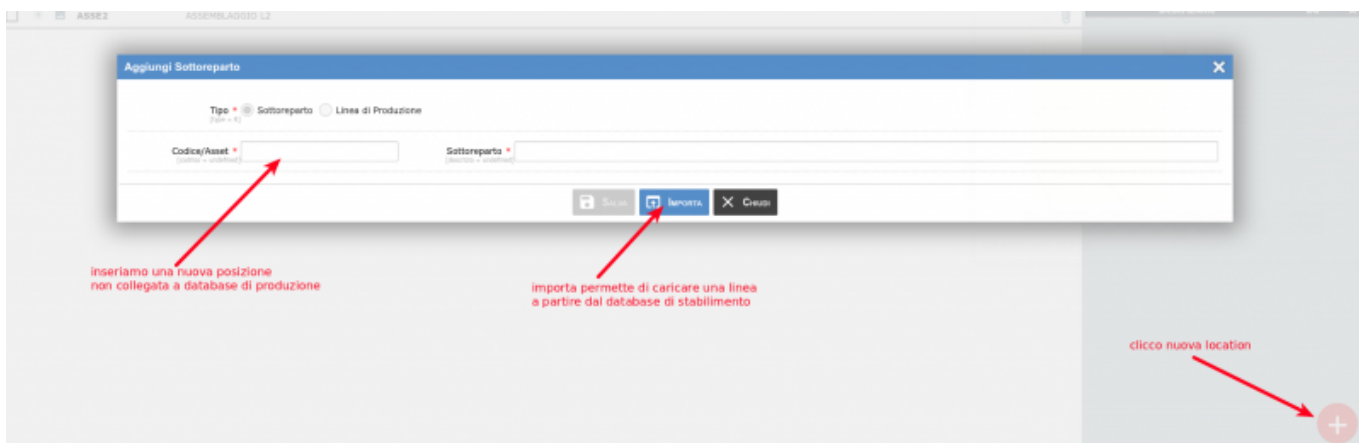 ASSE2 ASSEMBLAGGIO L2
Aggiungi Sottoreparto
Tipo * Sottoreparto Linea di Produzione
Codice/Asset * Sottoreparto *
Salva Importa Chiudi
inseriamo una nuova posizione
non collegata a database di produzione
importa permette di caricare una linea
a partire dal database di stabilimento
clicco nuova location